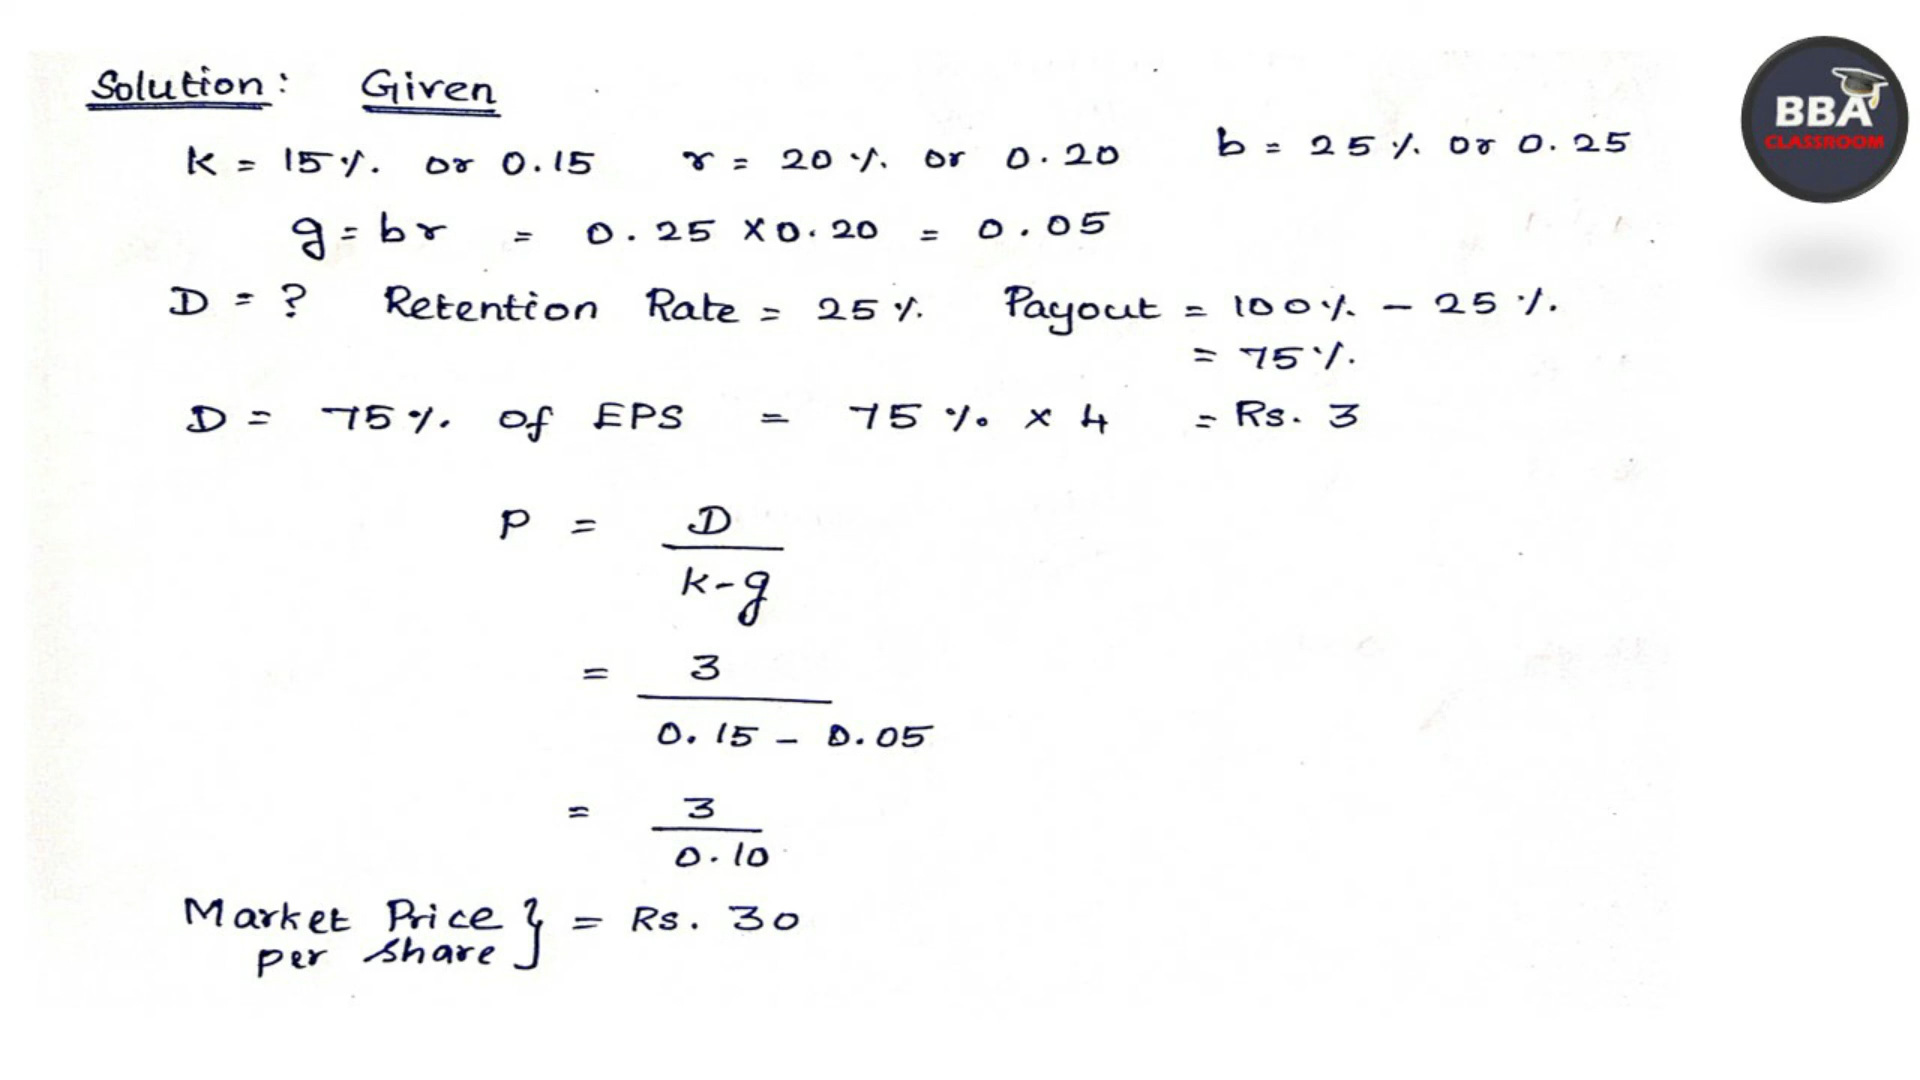 Solution: Given
BBA
CLASSROOM
K = 15%. or 0.15 r = 20%. or 0.20 b = 25%. or 0.25
g = br = 0.25 X 0.20 = 0.05
D = ? Retention Rate = 25%. Payout = 100%. - 25%.
= 75%.
D = 75%. of EPS = 75% x 4 = Rs. 3
P = D
k-g
= 3
0.15 - 0.05
= 3
0.10
Market Price } = Rs. 30
per share